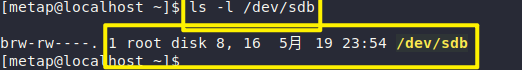 [metap@localhost ~]$ ls -l /dev/sdb
brw-rw----. 1 root disk 8, 16  5月  19 23:54 /dev/sdb
[metap@localhost ~]$